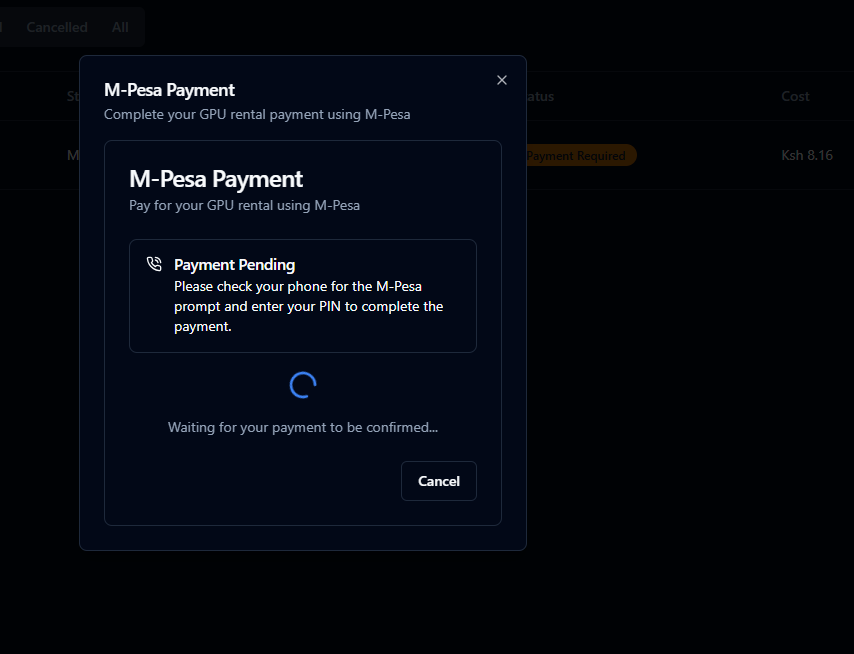 Cancelled All
M-Pesa Payment
Complete your GPU rental payment using M-Pesa
St
atus
Cost
M-Pesa Payment
M
Payment Required
Ksh 8.16
Pay for your GPU rental using M-Pesa
Payment Pending
Please check your phone for the M-Pesa
prompt and enter your PIN to complete the
payment.
Waiting for your payment to be confirmed...
Cancel